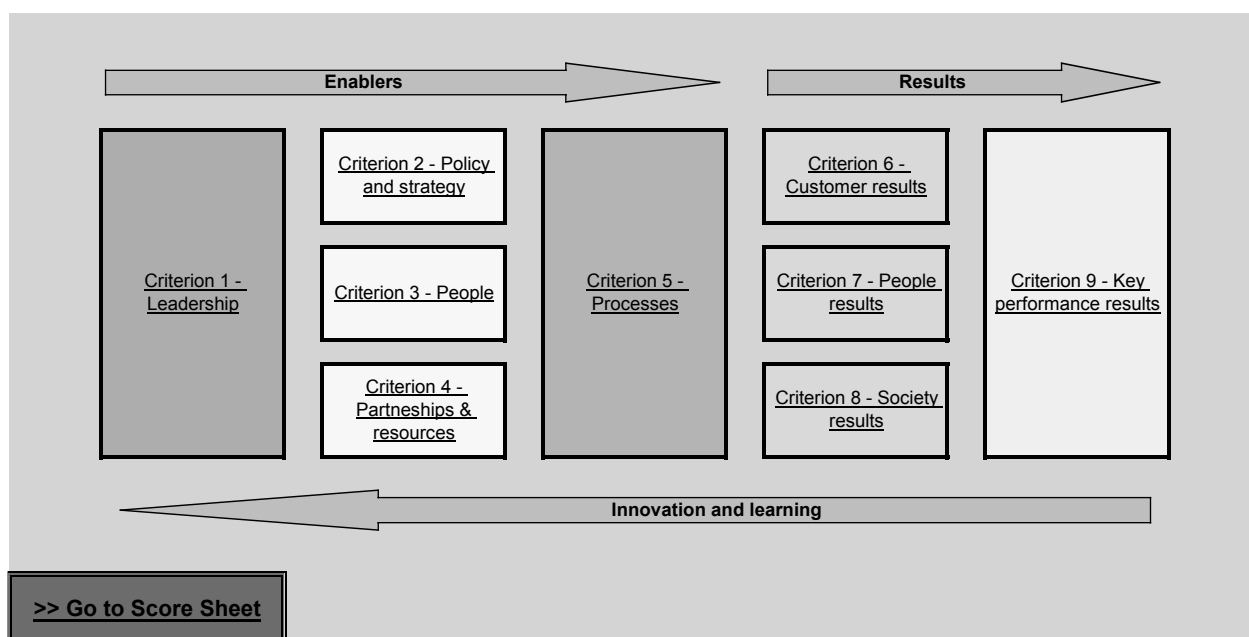 Enablers
Results
Criterion 1 -
Leadership
Criterion 2 - Policy
and strategy
Criterion 3 - People
Criterion 4 -
Partneships &
resources
Criterion 5 -
Processes
Criterion 6 -
Customer results
Criterion 7 - People
results
Criterion 8 - Society
results
Criterion 9 - Key
performance results
Innovation and learning
>> Go to Score Sheet